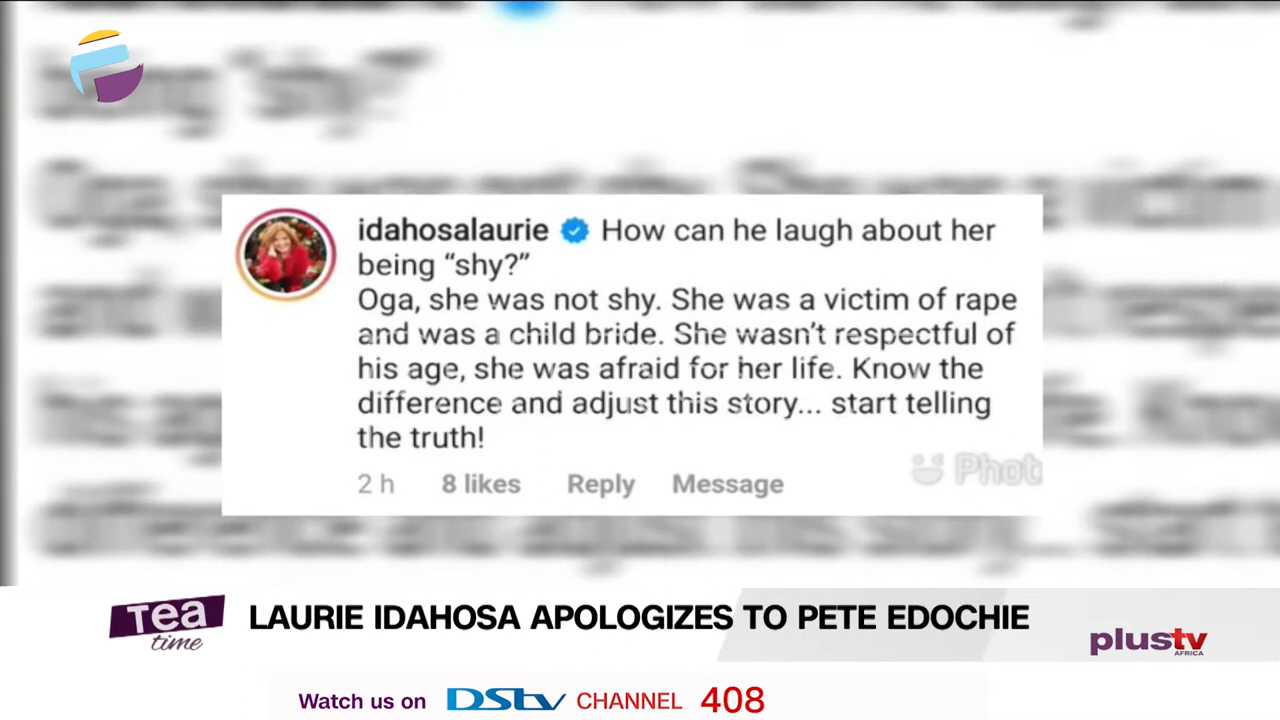 idahosalaurie How can he laugh about her
being “shy?”
Oga, she was not shy. She was a victim of rape
and was a child bride. She wasn’t respectful of
his age, she was afraid for her life. Know the
difference and adjust this story... start telling
the truth!
2 h 8 likes Reply Message
Phot
Tea
time
LAURIE IDAHOSA APOLOGIZES TO PETE EDOCHIE
plustv
AFRICA
Watch us on DStv CHANNEL 408